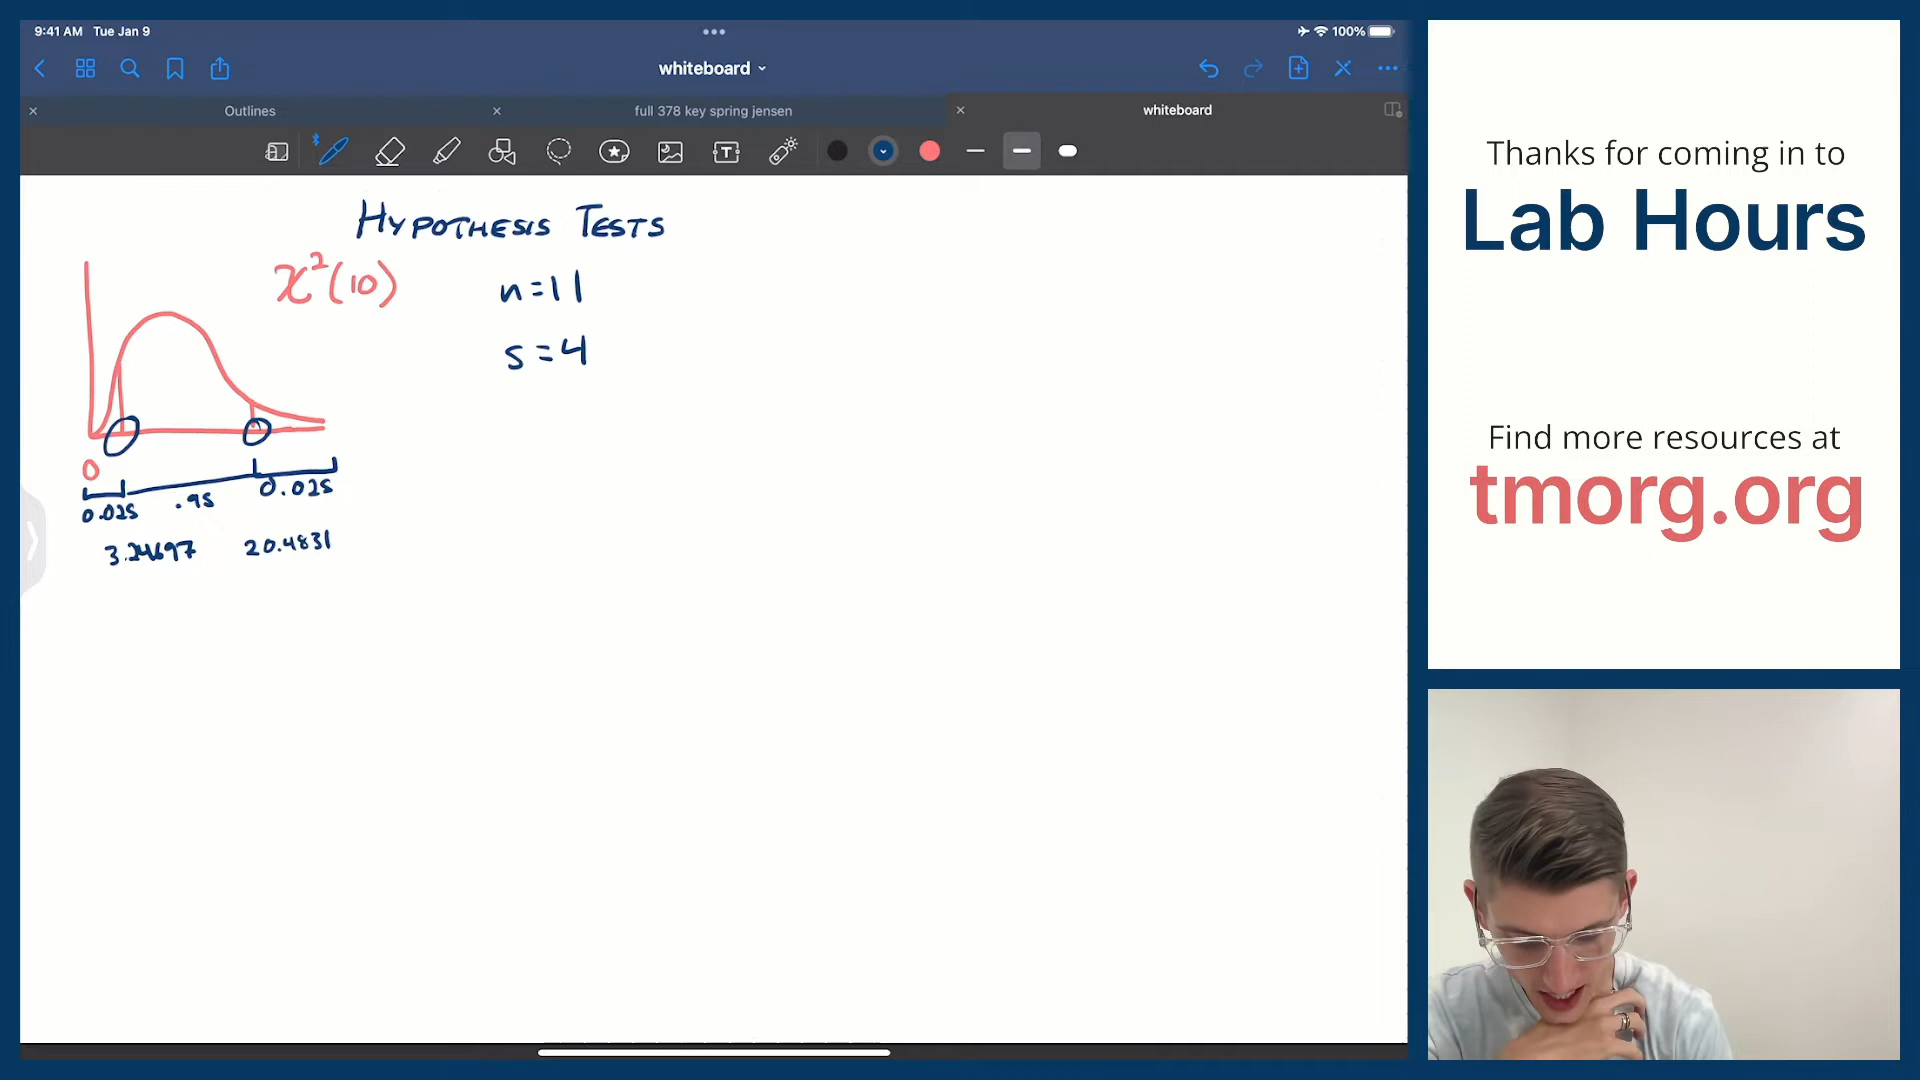 9:41 AM Tue Jan 9
100%
whiteboard
Outlines
full 378 key spring jensen
whiteboard
HYPOTHESIS TESTS
χ²(10)
n=11
s=4
0
0.025
.95
0.025
3.24697
20.4831
Thanks for coming in to
Lab Hours
Find more resources at
tmorg.org